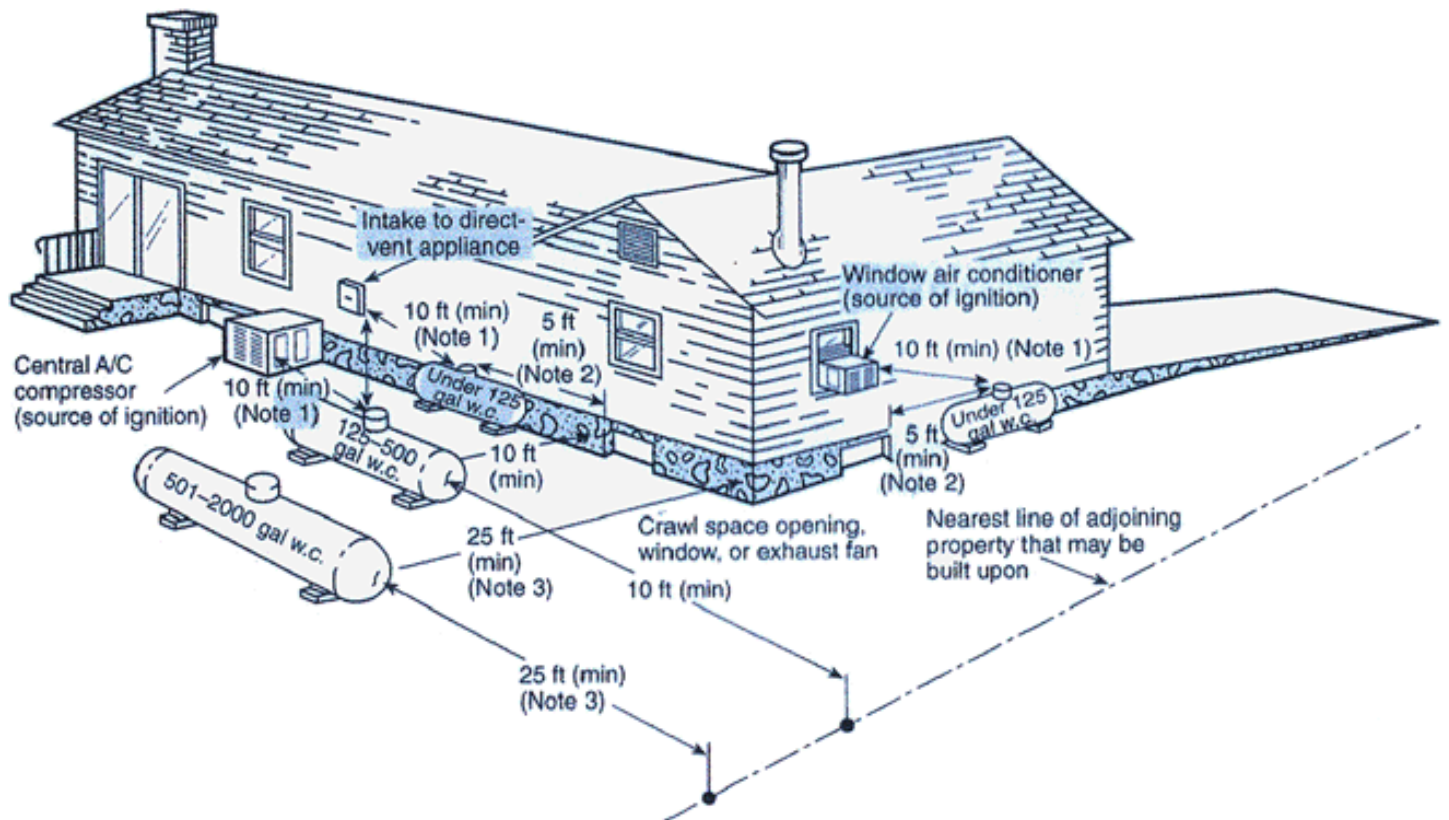 Intake to direct-
vent appliance
Window air conditioner
(source of ignition)
10 ft (min)
(Note 1)
5 ft
(min)
(Note 2)
10 ft (min) (Note 1)
Central A/C
compressor
(source of ignition)
10 ft (min)
(Note 1)
Under 125
gal w.c.
Under 125
gal w.c.
125–500
gal w.c.
10 ft
(min)
5 ft
(min)
(Note 2)
501–2000 gal w.c.
Crawl space opening,
window, or exhaust fan
Nearest line of adjoining
property that may be
built upon
25 ft
(min)
(Note 3)
10 ft (min)
25 ft (min)
(Note 3)